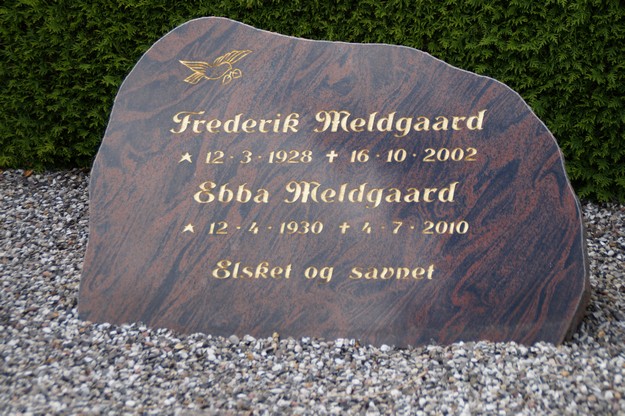 Frederik Meldgaard
★ 12 · 3 · 1928 ✝ 16 · 10 · 2002
Ebba Meldgaard
★ 12 · 4 · 1930 ✝ 4 · 7 · 2010
Elsket og savnet